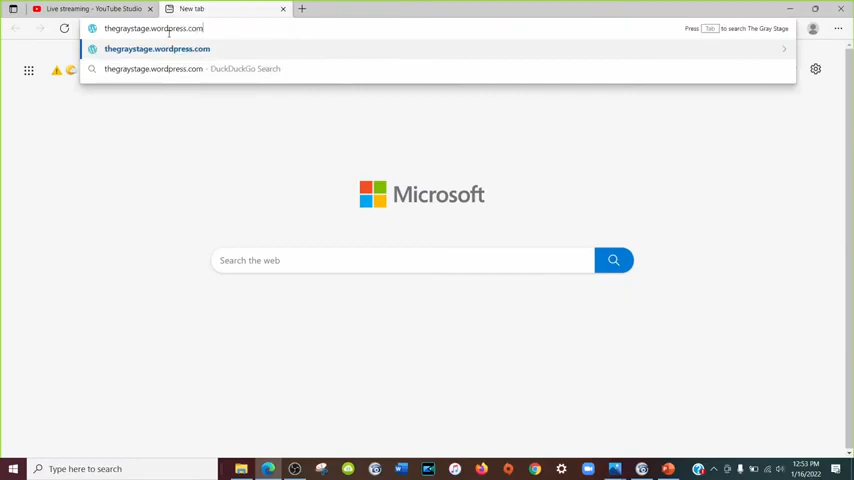 Live streaming - YouTube Studio
New tab
thegraystage.wordpress.com
Press Tab to search The Gray Stage
thegraystage.wordpress.com
thegraystage.wordpress.com - DuckDuckGo Search
Microsoft
Search the web
Type here to search
12:53 PM
1/16/2022